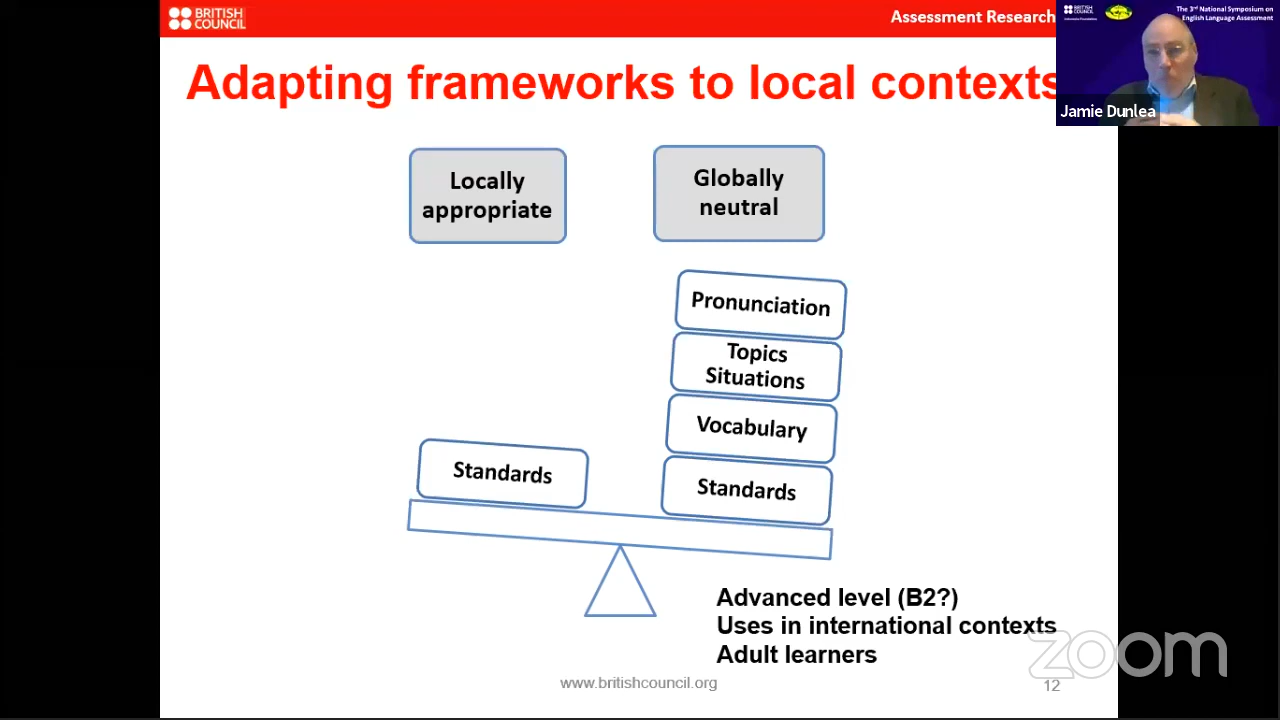 BRITISH
COUNCIL
Assessment Research
BRITISH
COUNCIL
The 3rd National Symposium on
English Language Assessment
Jamie Dunlea
Adapting frameworks to local contexts
Locally
appropriate
Globally
neutral
Pronunciation
Topics
Situations
Vocabulary
Standards
Standards
Advanced level (B2?)
Uses in international contexts
Adult learners
zoom
www.britishcouncil.org
12